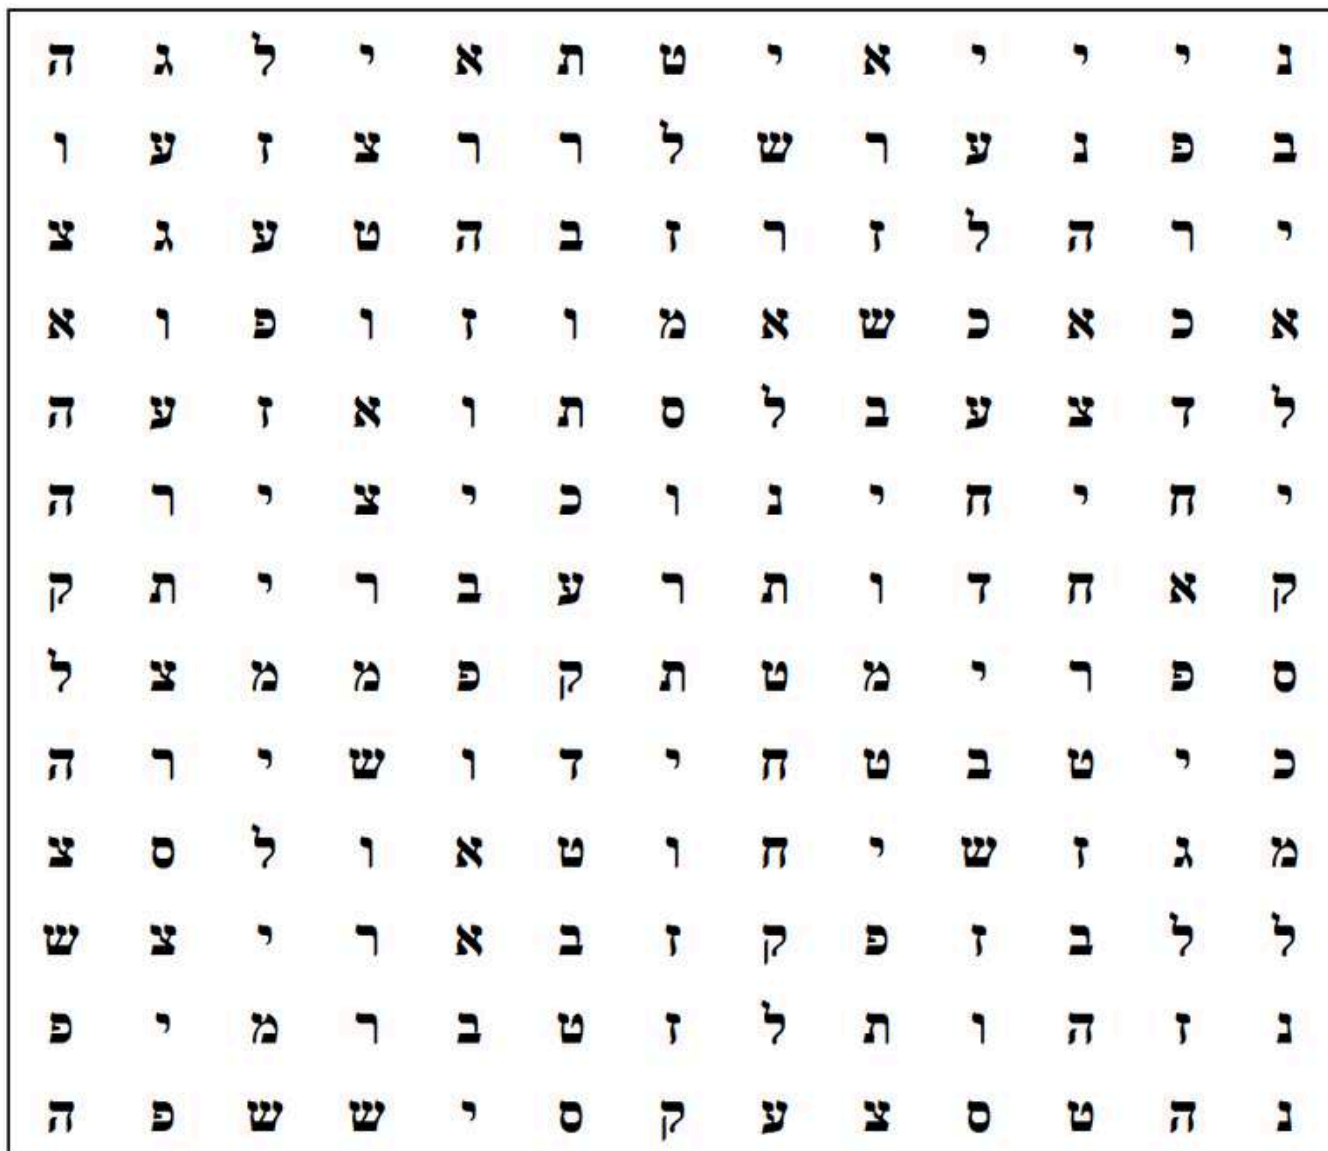 נ י י י א י ט ת א י ל ג ה
ב פ נ ע ר ש ל ר ר צ ז ע ו
י ר ה ל ז ר ז ב ה ט ע ג צ
א כ א כ ש א מ ו ז ו פ ו א
ל ד צ ע ב ל ס ת ו א ז ע ה
י ח י ח י נ ו כ י צ י ר ה
ק א ח ד ו ת ר ע ב ר י ת ק
ס פ ר י מ ט ת ק פ מ מ צ ל
כ י ט ב ט ח י ד ו ש י ר ה
מ ג ז ש י ח ו ט א ו ל ס צ
ל ל ב ז פ ק ז ב א ר י צ ש
נ ז ה ו ת ל ז ט ב ר מ י פ
נ ה ט ס צ ע ק ס י ש ש פ ה